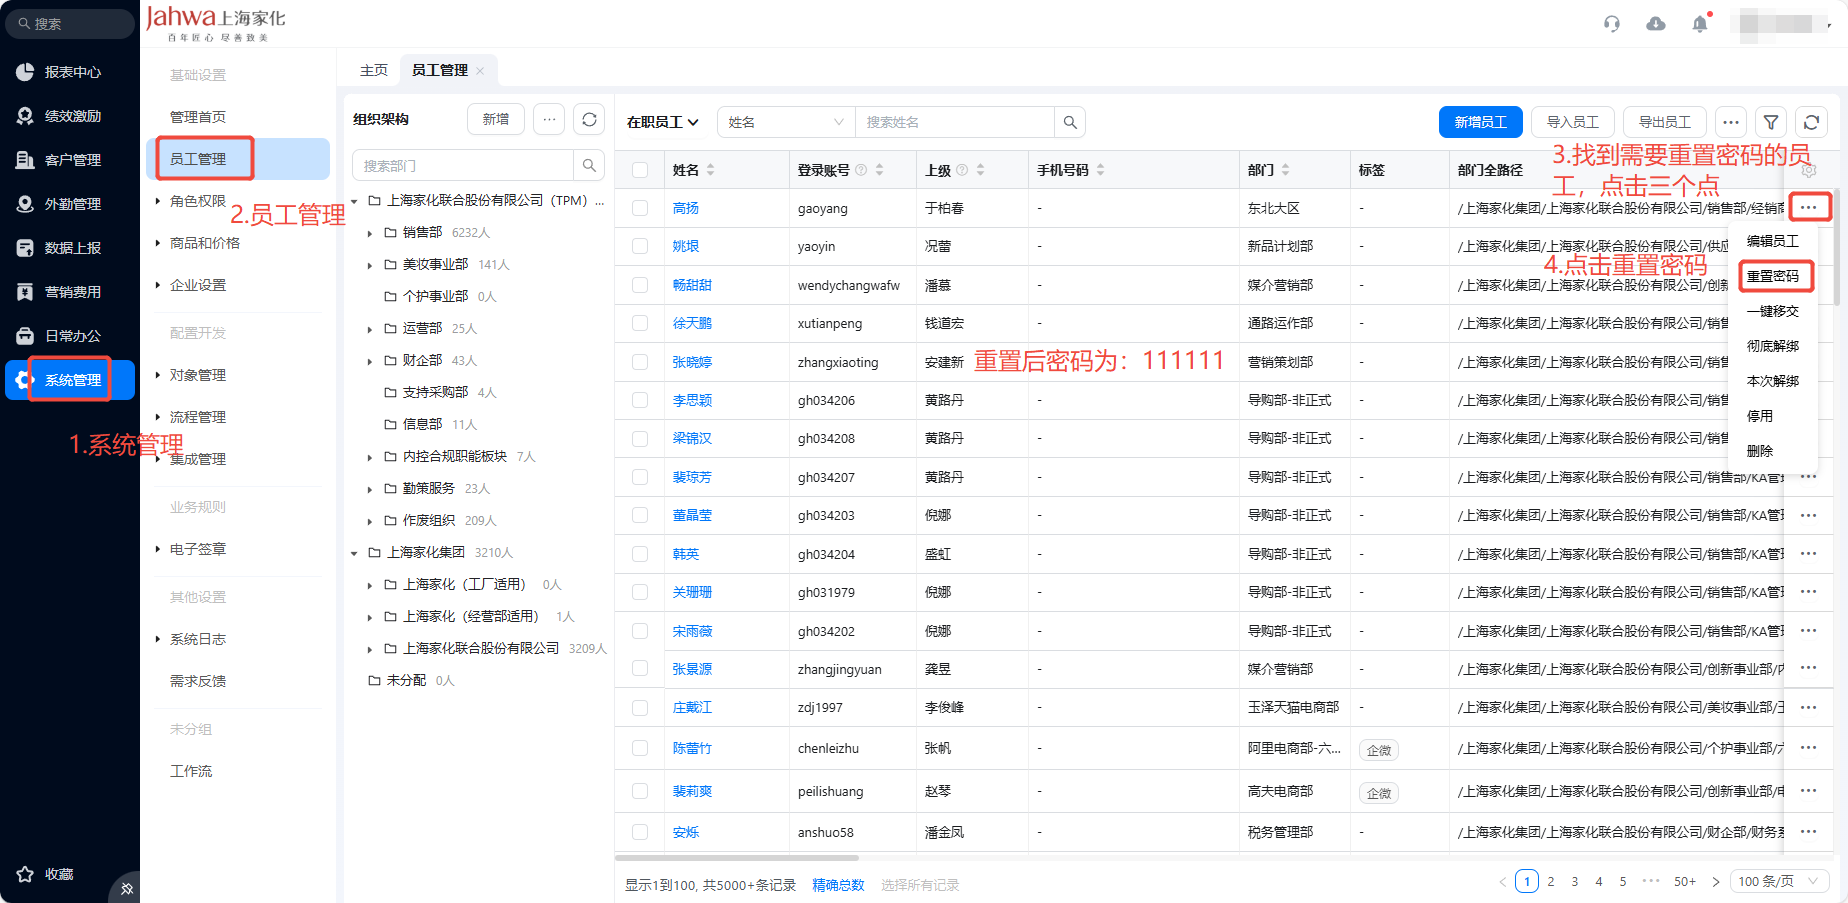 搜索
报表中心
绩效激励
客户管理
外勤管理
数据上报
营销费用
日常办公
系统管理
1.系统管理
收藏
Jahwa上海家化
百年匠心 尽善致美
基础设置
管理首页
员工管理
角色权限
2.员工管理
商品和价格
企业设置
配置开发
对象管理
流程管理
集成管理
业务规则
电子签章
其他设置
系统日志
需求反馈
未分组
工作流
主页 员工管理
组织架构 新增 ···
搜索部门
上海家化联合股份有限公司（TPM）...
销售部 6232人
美妆事业部 141人
个护事业部 0人
运营部 25人
财企部 43人
支持采购部 4人
信息部 11人
内控合规职能板块 7人
勤策服务 23人
作废组织 209人
上海家化集团 3210人
上海家化（工厂适用） 0人
上海家化（经营部适用） 1人
上海家化联合股份有限公司 3209人
未分配 0人
在职员工 姓名 搜索姓名 新增员工 导入员工 导出员工 ···
3.找到需要重置密码的员工，点击三个点
姓名 登录账号 上级 手机号码 部门 标签 部门全路径
高扬 gaoyang 于柏春 - 东北大区 - /上海家化集团/上海家化联合股份有限公司/销售部/经销商 ···
姚垠 yaoyin 况蕾 - 新品计划部 - /上海家化集团/上海家化联合股份有限公司/供应
畅甜甜 wendychangwafw 潘慕 - 媒介营销部 - /上海家化集团/上海家化联合股份有限公司/创新
徐天鹏 xutianpeng 钱道宏 - 通路运作部 - /上海家化集团/上海家化联合股份有限公司/销售
张晓婷 zhangxiaoting 安建新 - 营销策划部 - /上海家化集团/上海家化联合股份有限公司/销售
李思颖 gh034206 黄路丹 - 导购部-非正式 - /上海家化集团/上海家化联合股份有限公司/销售
梁锦汉 gh034208 黄路丹 - 导购部-非正式 - /上海家化集团/上海家化联合股份有限公司/销售
裴琼芳 gh034207 黄路丹 - 导购部-非正式 - /上海家化集团/上海家化联合股份有限公司/销售部/KA管理 ···
董晶莹 gh034203 倪娜 - 导购部-非正式 - /上海家化集团/上海家化联合股份有限公司/销售部/KA管理 ···
韩英 gh034204 盛虹 - 导购部-非正式 - /上海家化集团/上海家化联合股份有限公司/销售部/KA管理 ···
关珊珊 gh031979 倪娜 - 导购部-非正式 - /上海家化集团/上海家化联合股份有限公司/销售部/KA管理 ···
宋雨薇 gh034202 倪娜 - 导购部-非正式 - /上海家化集团/上海家化联合股份有限公司/销售部/KA管理 ···
张景源 zhangjingyuan 龚昱 - 媒介营销部 - /上海家化集团/上海家化联合股份有限公司/创新事业部/内 ···
庄戴江 zdj1997 李俊峰 - 玉泽天猫电商部 - /上海家化集团/上海家化联合股份有限公司/美妆事业部/玉 ···
陈蕾竹 chenleizhu 张帆 - 阿里电商部-六... 企微 /上海家化集团/上海家化联合股份有限公司/个护事业部/六 ···
裴莉爽 peilishuang 赵琴 - 高夫电商部 企微 /上海家化集团/上海家化联合股份有限公司/创新事业部/电 ···
安烁 anshuo58 潘金凤 - 税务管理部 - /上海家化集团/上海家化联合股份有限公司/财企部/财务系 ···
编辑员工
4.点击重置密码
重置密码
一键移交
彻底解绑
本次解绑
停用
删除
重置后密码为：111111
显示1到100, 共5000+条记录 精确总数 选择所有记录
1 2 3 4 5 ··· 50+ 100 条/页